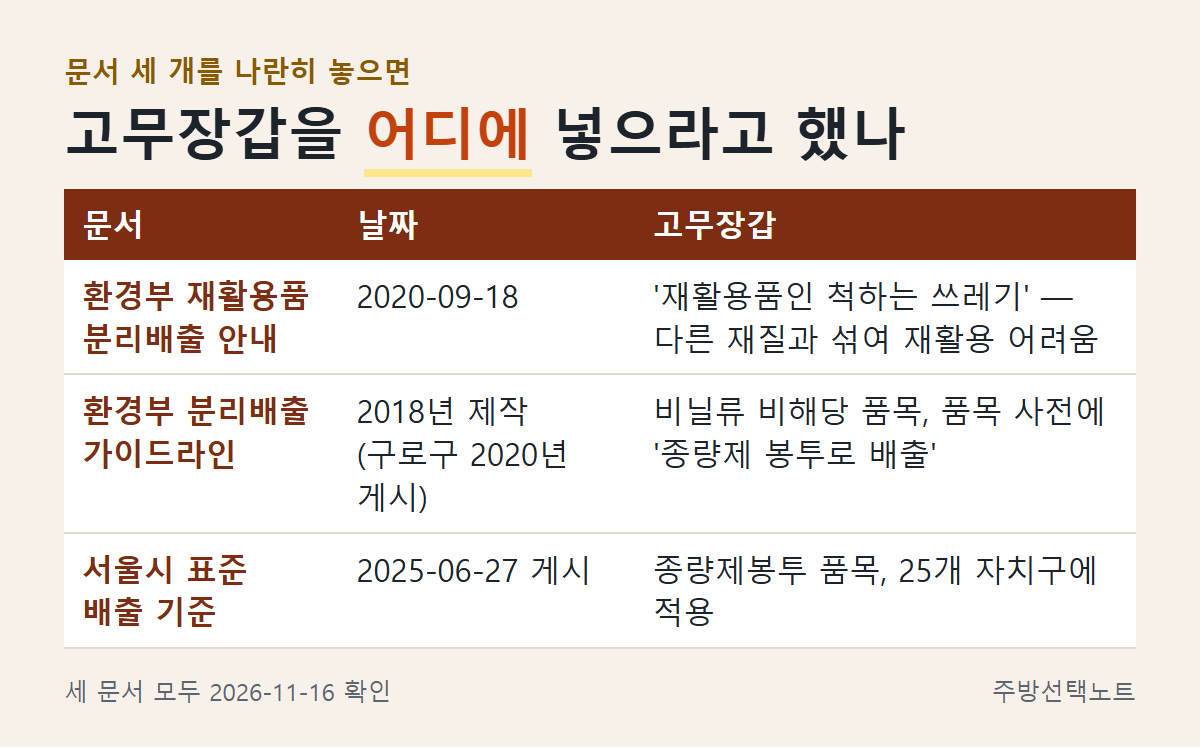 문서 세 개를 나란히 놓으면
고무장갑을 어디에 넣으라고 했나
문서 날짜 고무장갑
환경부 재활용품
분리배출 안내
2020-09-18
'재활용품인 척하는 쓰레기' —
다른 재질과 섞여 재활용 어려움
환경부 분리배출
가이드라인
2018년 제작
(구로구 2020년
게시)
비닐류 비해당 품목, 품목 사전에
'종량제 봉투로 배출'
서울시 표준
배출 기준
2025-06-27 게시
종량제봉투 품목, 25개 자치구에
적용
세 문서 모두 2026-11-16 확인
주방선택노트